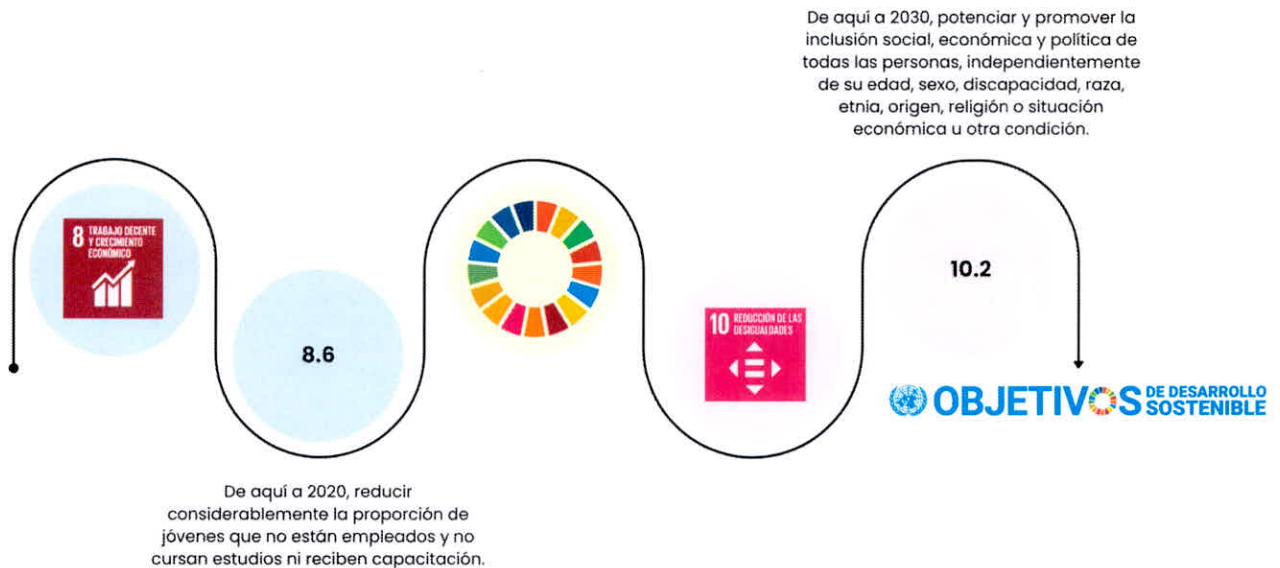 De aquí a 2030, potenciar y promover la
inclusión social, económica y política de
todas las personas, independientemente
de su edad, sexo, discapacidad, raza,
etnia, origen, religión o situación
económica u otra condición.
8 TRABAJO DECENTE
Y CRECIMIENTO
ECONÓMICO
8.6
10 REDUCCIÓN DE LAS
DESIGUALDADES
10.2
OBJETIVOS DE DESARROLLO
SOSTENIBLE
De aquí a 2020, reducir
considerablemente la proporción de
jóvenes que no están empleados y no
cursan estudios ni reciben capacitación.